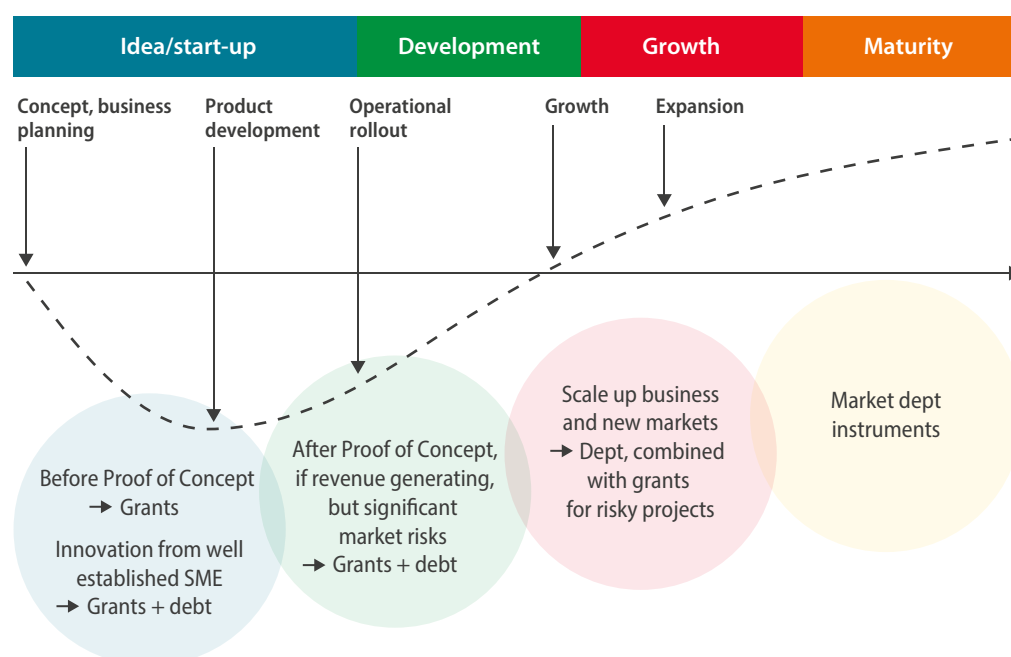 Idea/start-up
Development
Growth
Maturity
Concept, business
planning
Product
development
Operational
rollout
Growth
Expansion
Before Proof of Concept
→ Grants
Innovation from well
established SME
→ Grants + debt
After Proof of Concept,
if revenue generating,
but significant
market risks
→ Grants + debt
Scale up business
and new markets
→ Dept, combined
with grants
for risky projects
Market dept
instruments